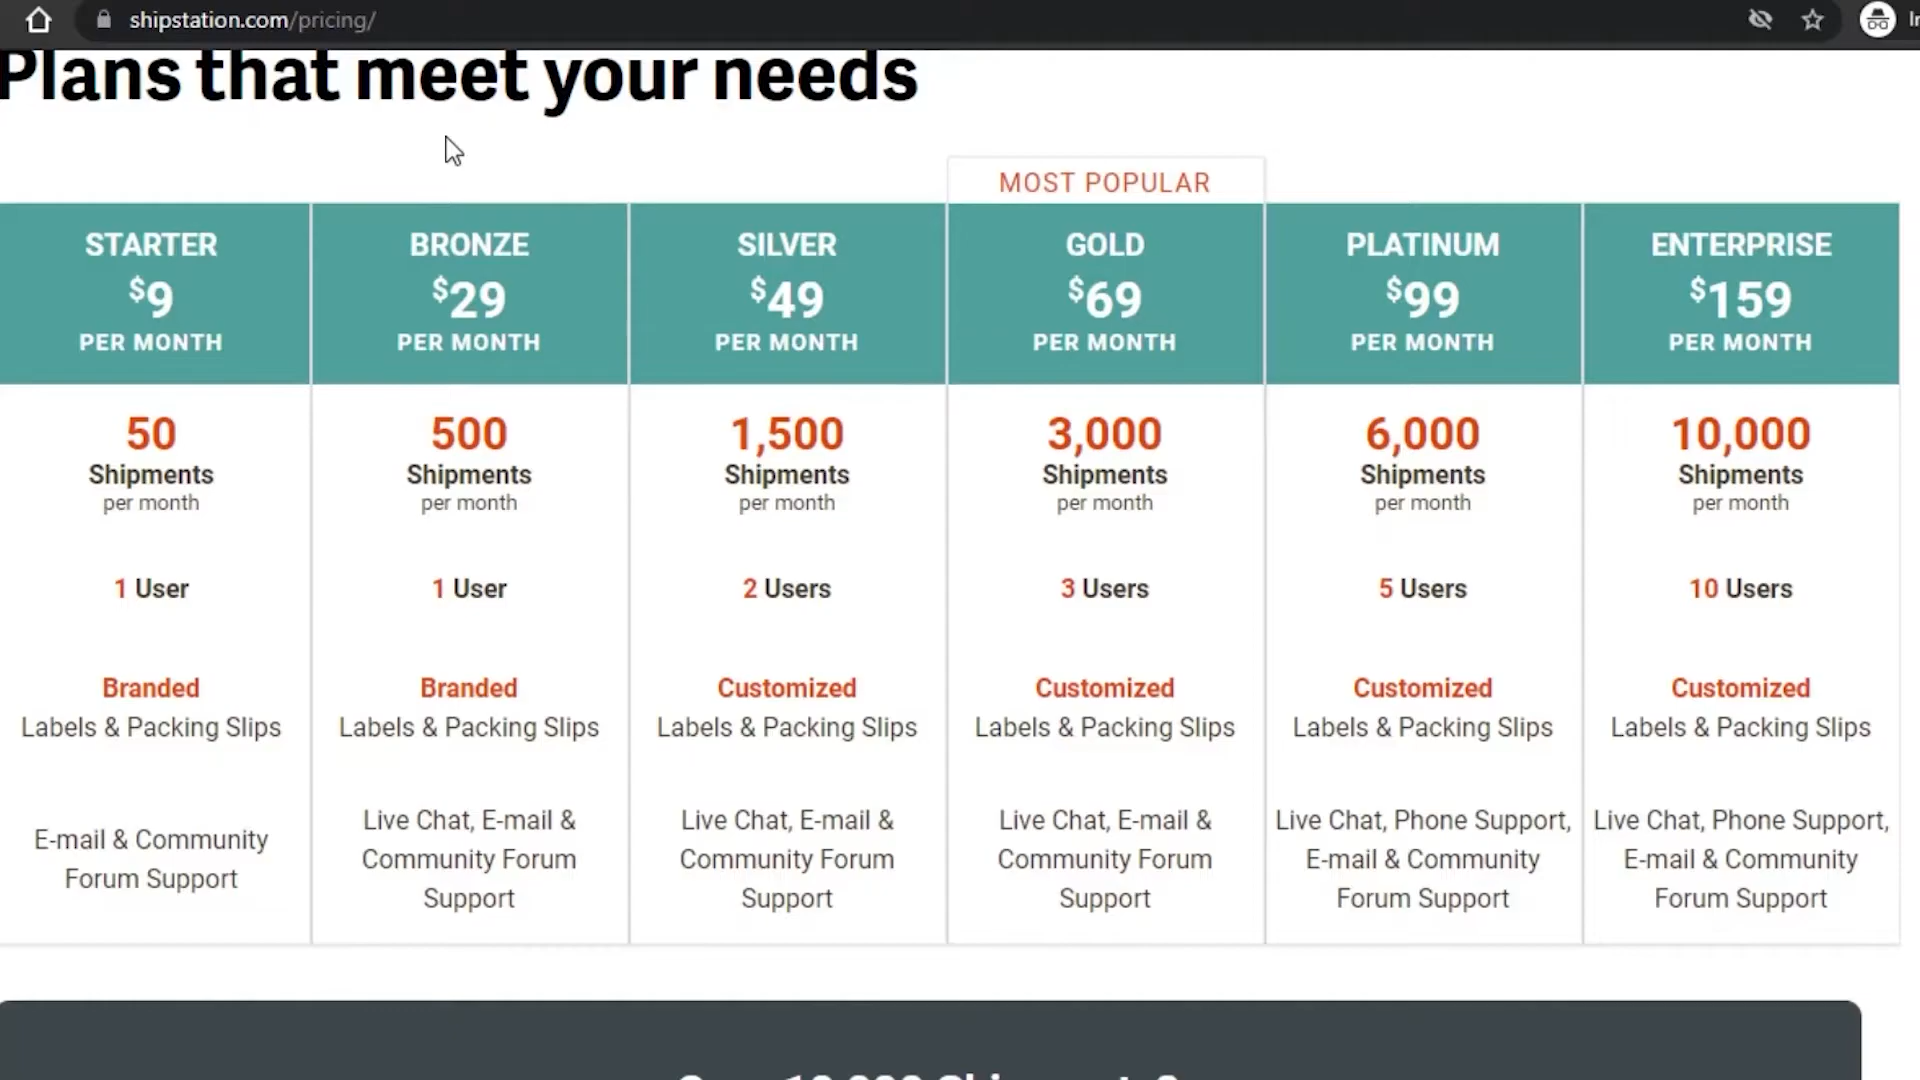 shipstation.com/pricing/
Plans that meet your needs
MOST POPULAR
STARTER
$9
PER MONTH
50
Shipments
per month
1 User
Branded
Labels & Packing Slips
E-mail & Community
Forum Support
BRONZE
$29
PER MONTH
500
Shipments
per month
1 User
Branded
Labels & Packing Slips
Live Chat, E-mail &
Community Forum
Support
SILVER
$49
PER MONTH
1,500
Shipments
per month
2 Users
Customized
Labels & Packing Slips
Live Chat, E-mail &
Community Forum
Support
GOLD
$69
PER MONTH
3,000
Shipments
per month
3 Users
Customized
Labels & Packing Slips
Live Chat, E-mail &
Community Forum
Support
PLATINUM
$99
PER MONTH
6,000
Shipments
per month
5 Users
Customized
Labels & Packing Slips
Live Chat, Phone Support,
E-mail & Community
Forum Support
ENTERPRISE
$159
PER MONTH
10,000
Shipments
per month
10 Users
Customized
Labels & Packing Slips
Live Chat, Phone Support,
E-mail & Community
Forum Support